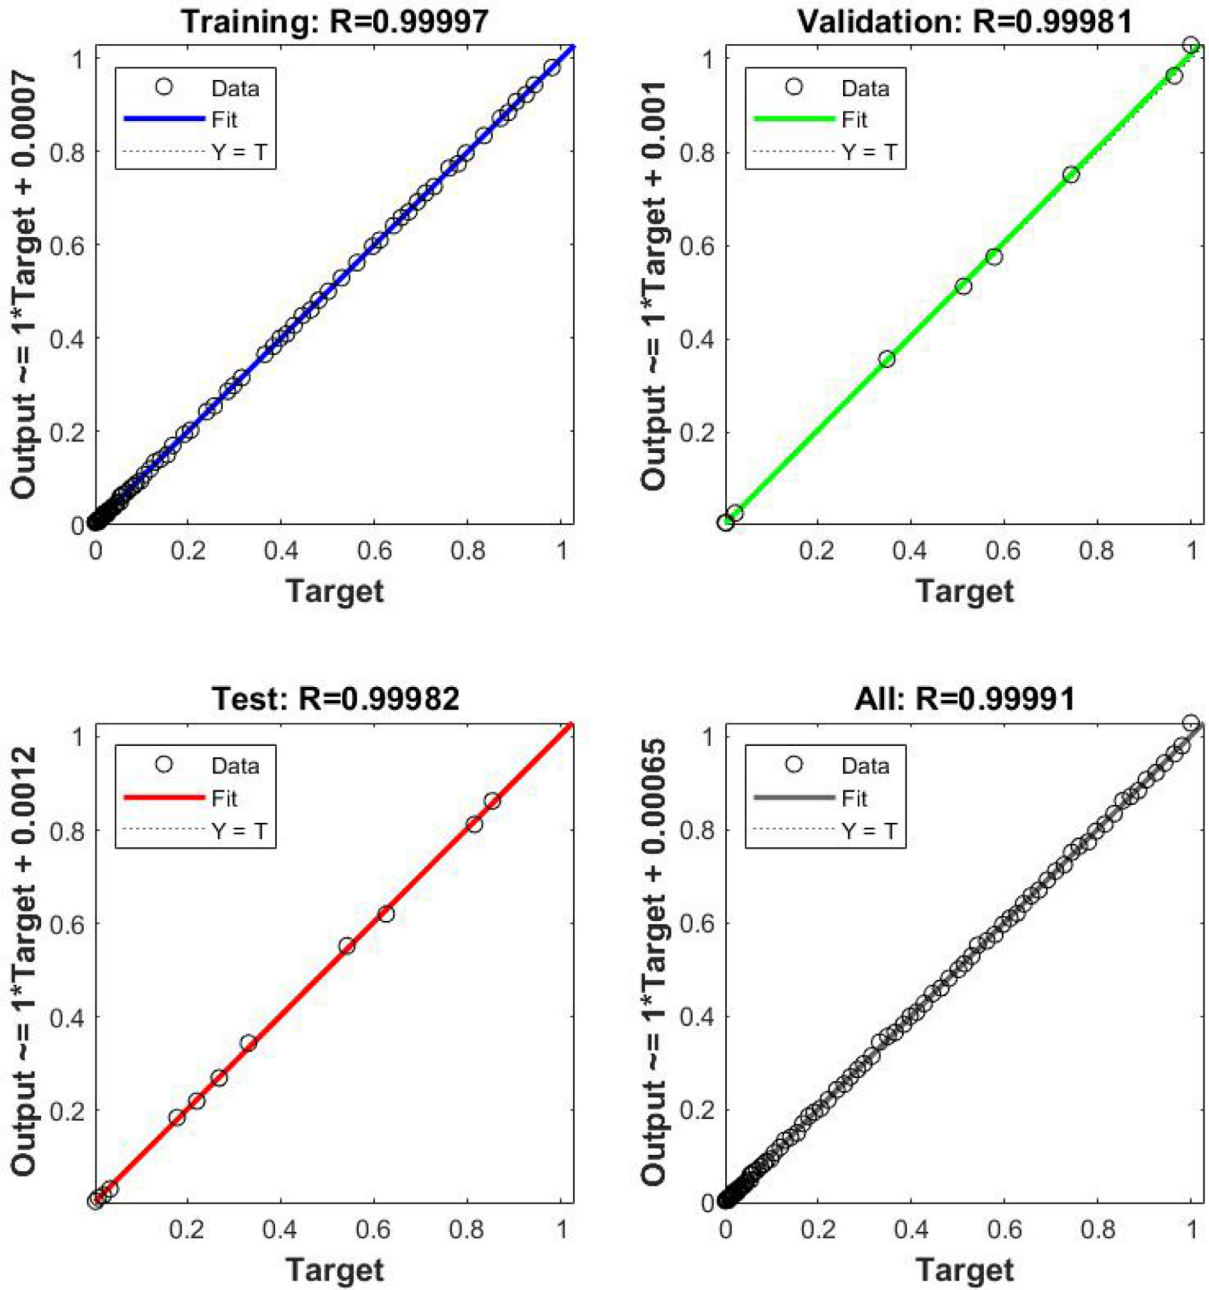 Training: R=0.99997
Output ~= 1*Target + 0.0007
1
0.8
0.6
0.4
0.2
0
Data
Fit
Y = T
0 0.2 0.4 0.6 0.8 1
Target
Validation: R=0.99981
Output ~= 1*Target + 0.001
1
0.8
0.6
0.4
0.2
Data
Fit
Y = T
0.2 0.4 0.6 0.8 1
Target
Test: R=0.99982
Output ~= 1*Target + 0.0012
1
0.8
0.6
0.4
0.2
Data
Fit
Y = T
0.2 0.4 0.6 0.8 1
Target
All: R=0.99991
Output ~= 1*Target + 0.00065
1
0.8
0.6
0.4
0.2
0
Data
Fit
Y = T
0 0.2 0.4 0.6 0.8 1
Target